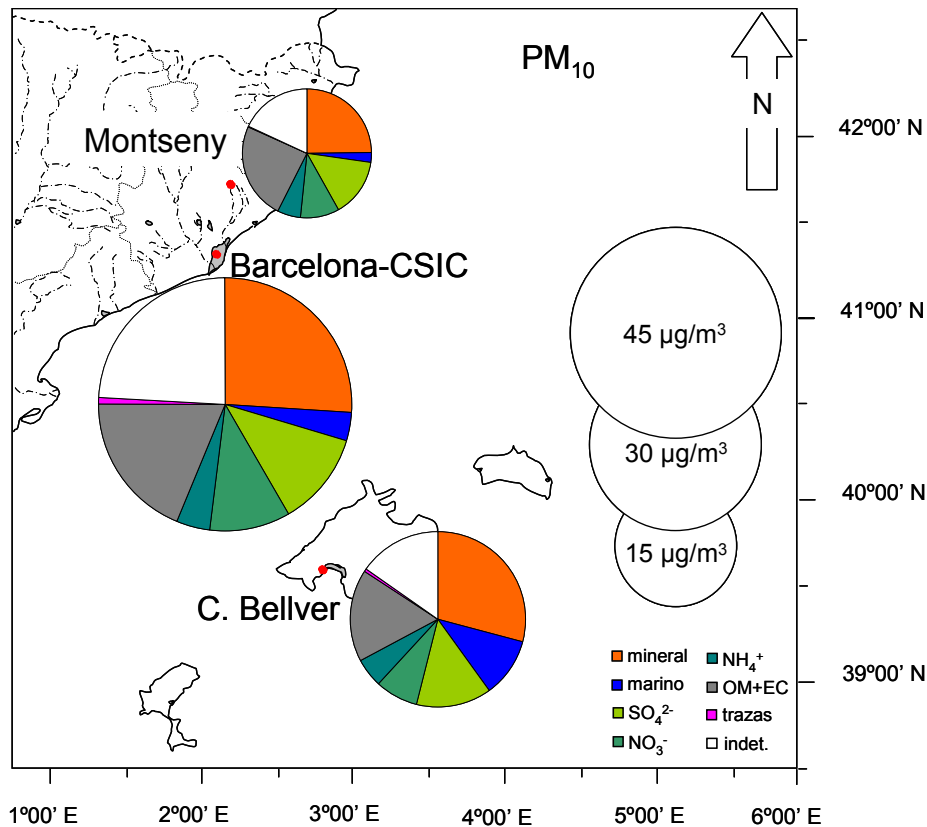 PM₁₀
N
Montseny
42º00’ N
Barcelona-CSIC
41º00’ N
45 µg/m³
30 µg/m³
40º00’ N
15 µg/m³
C. Bellver
mineral
marino
SO₄²⁻
NO₃⁻
NH₄⁺
OM+EC
trazas
indet.
39º00’ N
1º00’ E 2º00’ E 3º00’ E 4º00’ E 5º00’ E 6º00’ E